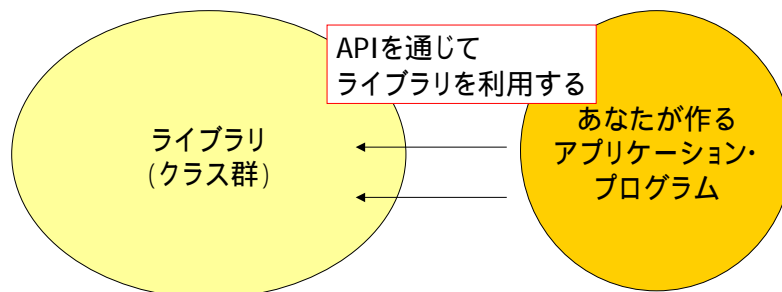 APIを通じて
ライブラリを利用する
ライブラリ
(クラス群)
あなたが作る
アプリケーション・
プログラム